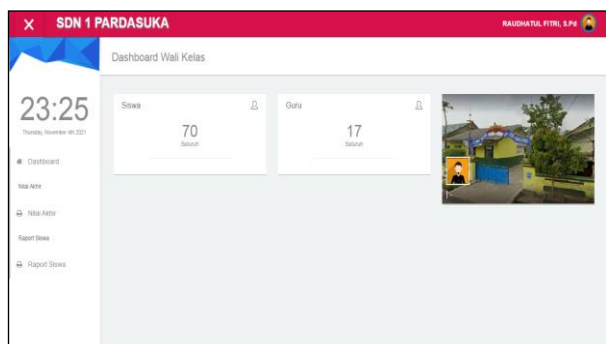 SDN 1 PARDASUKA
RAUDHATUL FITRI, S.Pd
Dashboard Wali Kelas
23:25
Thursday, November 4th 2021
Dashboard
Nilai Akhir
Nilai Akhir
Raport Siswa
Raport Siswa
Siswa
70
Seluruh
Guru
17
Seluruh